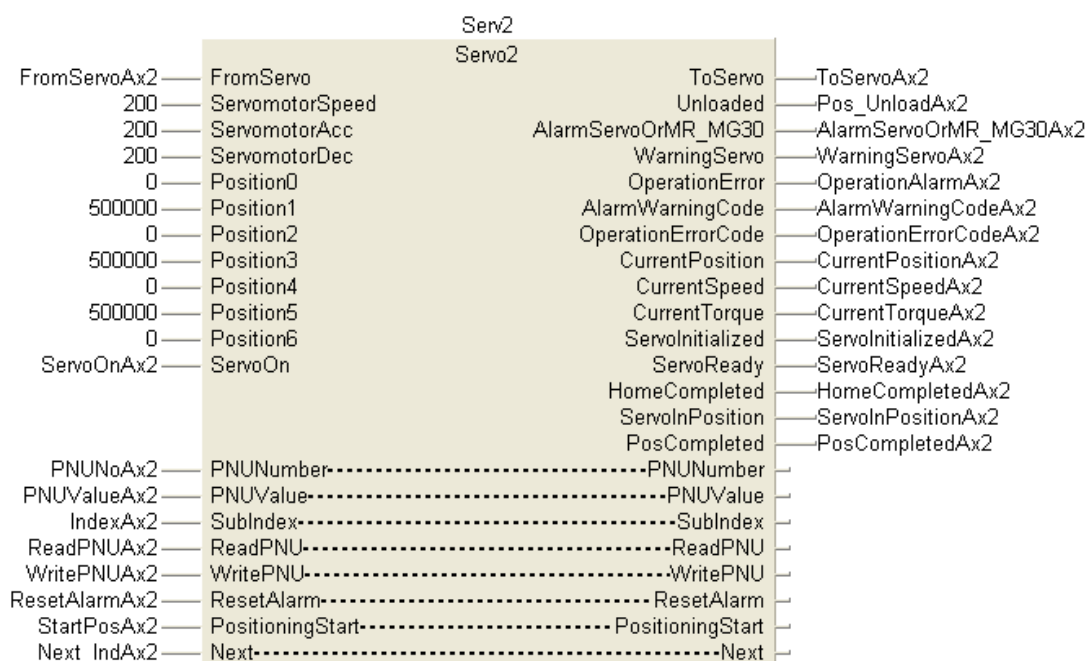 Serv2
Servo2
FromServoAx2 FromServo ToServo ToServoAx2
200 ServomotorSpeed Unloaded Pos_UnloadAx2
200 ServomotorAcc AlarmServoOrMR_MG30 AlarmServoOrMR_MG30Ax2
200 ServomotorDec WarningServo WarningServoAx2
0 Position0 OperationError OperationAlarmAx2
500000 Position1 AlarmWarningCode AlarmWarningCodeAx2
0 Position2 OperationErrorCode OperationErrorCodeAx2
500000 Position3 CurrentPosition CurrentPositionAx2
0 Position4 CurrentSpeed CurrentSpeedAx2
500000 Position5 CurrentTorque CurrentTorqueAx2
0 Position6 ServoInitialized ServoInitializedAx2
ServoOnAx2 ServoOn ServoReady ServoReadyAx2
HomeCompleted HomeCompletedAx2
ServoInPosition ServoInPositionAx2
PosCompleted PosCompletedAx2
PNUNoAx2 PNUNumber PNUNumber
PNUValueAx2 PNUValue PNUValue
IndexAx2 SubIndex SubIndex
ReadPNUAx2 ReadPNU ReadPNU
WritePNUAx2 WritePNU WritePNU
ResetAlarmAx2 ResetAlarm ResetAlarm
StartPosAx2 PositioningStart PositioningStart
Next_IndAx2 Next Next